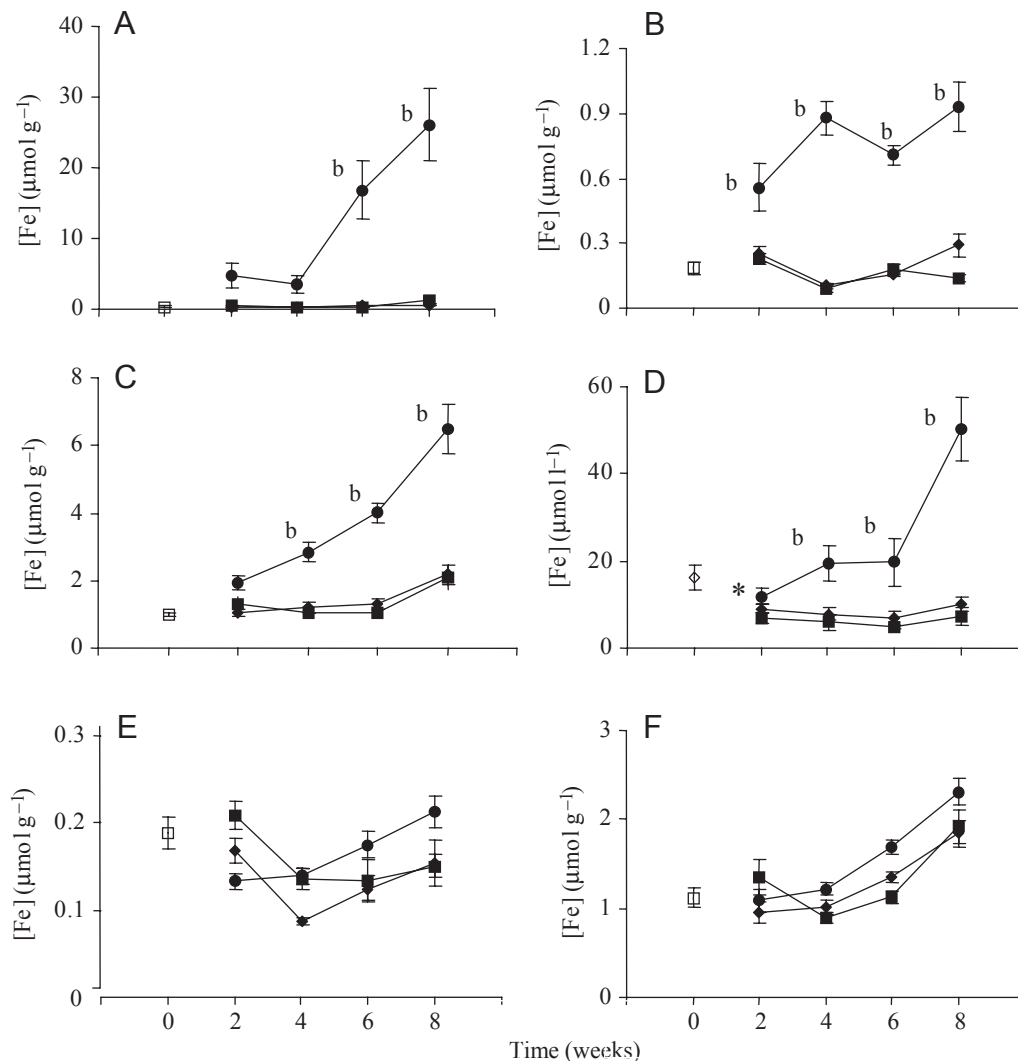 A
[Fe] (µmol g⁻¹)
40
30
20
10
0
b
b
B
[Fe] (µmol g⁻¹)
1.2
0.9
0.6
0.3
0
b
b
b
b
C
[Fe] (µmol g⁻¹)
8
6
4
2
0
b
b
b
D
[Fe] (µmol l⁻¹)
60
40
20
0
*
b
b
b
E
[Fe] (µmol g⁻¹)
0.3
0.2
0.1
0
0 2 4 6 8
F
[Fe] (µmol g⁻¹)
3
2
1
0
0 2 4 6 8
Time (weeks)